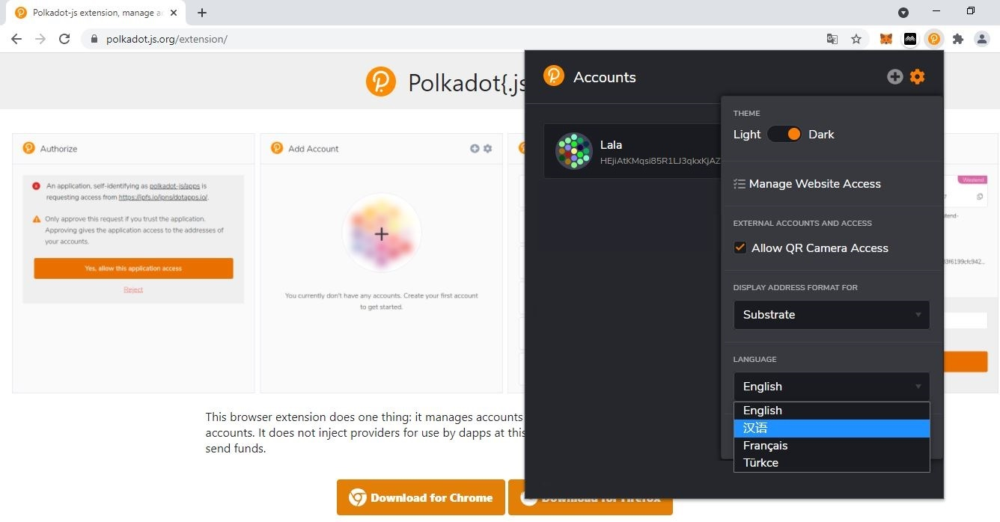 Polkadot-js extension, manage ac
polkadot.js.org/extension/
Polkadot{.js
Accounts
THEME
Light Dark
Manage Website Access
EXTERNAL ACCOUNTS AND ACCESS
Allow QR Camera Access
DISPLAY ADDRESS FORMAT FOR
Substrate
LANGUAGE
English
English
汉语
Français
Türkce
Lala
HEjiAtKMqsi85R1LJ3qkxKjAZ
Authorize
An application, self-identifying as polkadot-js/apps is
requesting access from https://ipfs.io/ipns/dotapps.io/.
Only approve this request if you trust the application.
Approving gives the application access to the addresses of
your accounts.
Yes, allow this application access
Reject
Add Account
You currently don't have any accounts. Create your first account
to get started.
Westend
This browser extension does one thing: it manages accounts
accounts. It does not inject providers for use by dapps at this
send funds.
Download for Chrome
Download for Firefox